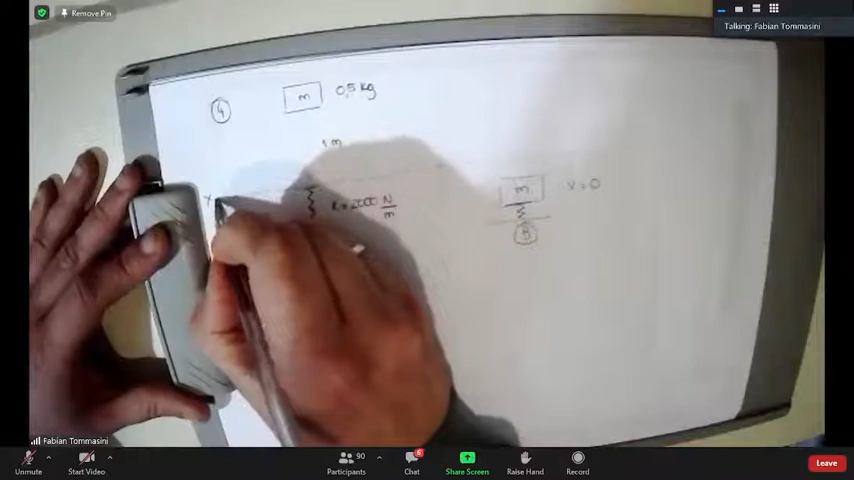 Remove Pin
Talking: Fabian Tommasini
4
m 0,5 kg
1 m
x
K = 2000 N/m
m v = 0
B
Fabian Tommasini
Unmute
Start Video
90
Participants
6
Chat
Share Screen
Raise Hand
Record
Leave